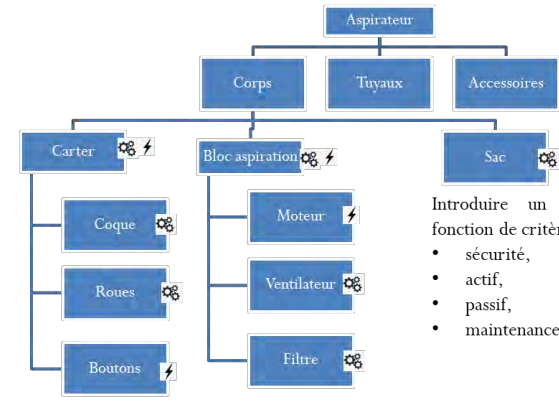 Aspirateur
Corps
Tuyaux
Accessoires
Carter
Bloc aspiration
Sac
Coque
Moteur
Roues
Ventilateur
Boutons
Filtre
Introduire un
fonction de
• sécurité,
• actif,
• passif,
• maintenance